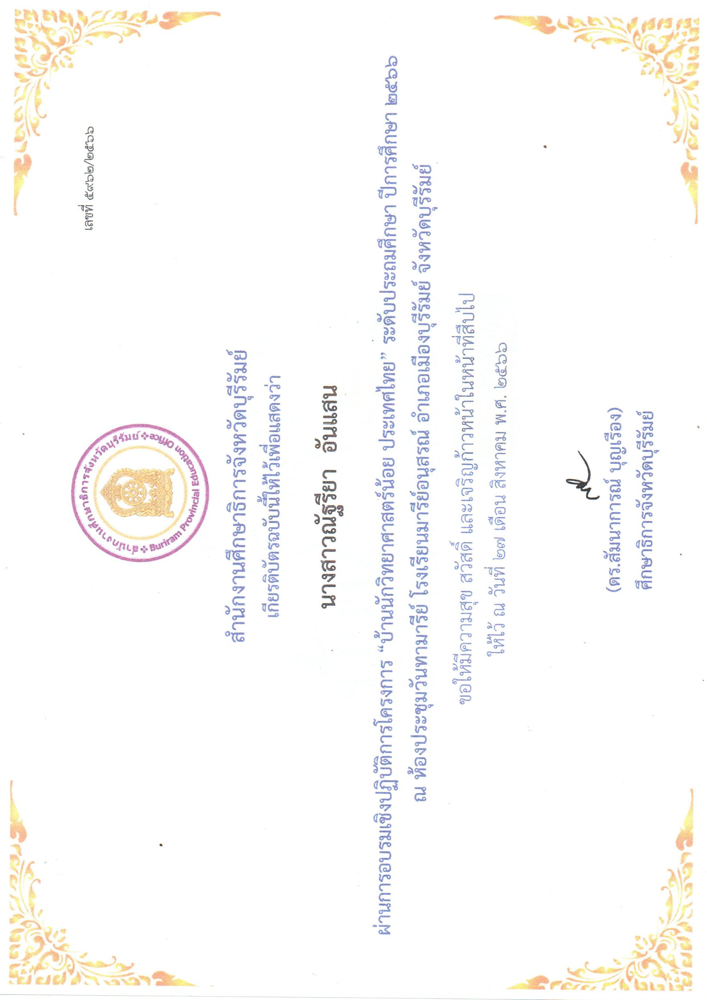 เลขที่ ๕๙๖๒/๒๕๖๖
สำนักงานศึกษาธิการจังหวัดบุรีรัมย์
Buriram Provincial Education Office
สำนักงานศึกษาธิการจังหวัดบุรีรัมย์
เกียรติบัตรฉบับนี้ให้ไว้เพื่อแสดงว่า
นางสาวณัฐรียา อันแสน
ผ่านการอบรมเชิงปฏิบัติการโครงการ “บ้านนักวิทยาศาสตร์น้อย ประเทศไทย” ระดับประถมศึกษา ปีการศึกษา ๒๕๖๖
ณ ห้องประชุมวันทามารีย์ โรงเรียนมารีย์อนุสรณ์ อำเภอเมืองบุรีรัมย์ จังหวัดบุรีรัมย์
ขอให้มีความสุข สวัสดิ์ และเจริญก้าวหน้าในหน้าที่สืบไป
ให้ไว้ ณ วันที่ ๒๗ เดือน สิงหาคม พ.ศ. ๒๕๖๖
(ดร.สัมนาการณ์ บุญเรือง)
ศึกษาธิการจังหวัดบุรีรัมย์